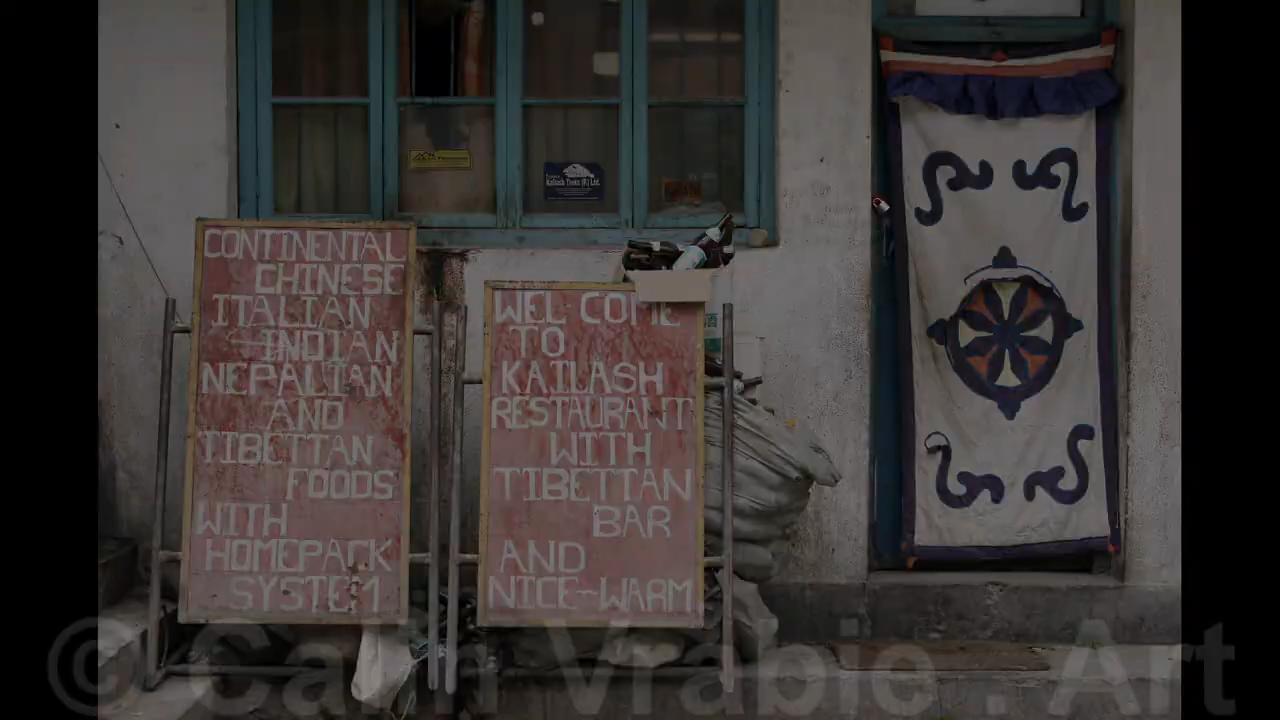 CONTINENTAL
CHINESE
ITALIAN
INDIAN
NEPALIAN
AND
TIBETTAN
FOODS
WITH
HOMEPACK
SYSTEM
WEL COME
TO
KAILASH
RESTAURANT
WITH
TIBETTAN
BAR
AND
NICE-WARM
Kailash Treks (P) Ltd.
© Calin Vrabie . Art